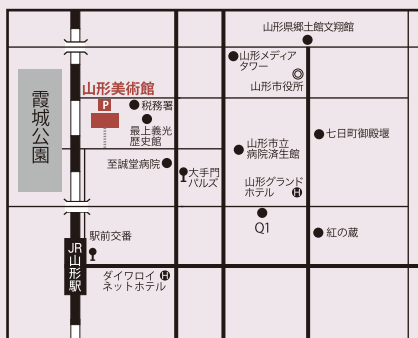 山形県郷土館文翔館
山形メディア
タワー
山形市役所
山形美術館
P
税務署
最上義光
歴史館
霞城公園
七日町御殿堰
山形市立
病院済生館
至誠堂病院
大手門
パルズ
山形グランド
ホテル
H
Q1
紅の蔵
駅前交番
JR山形駅
ダイワロイ
ネットホテル
H